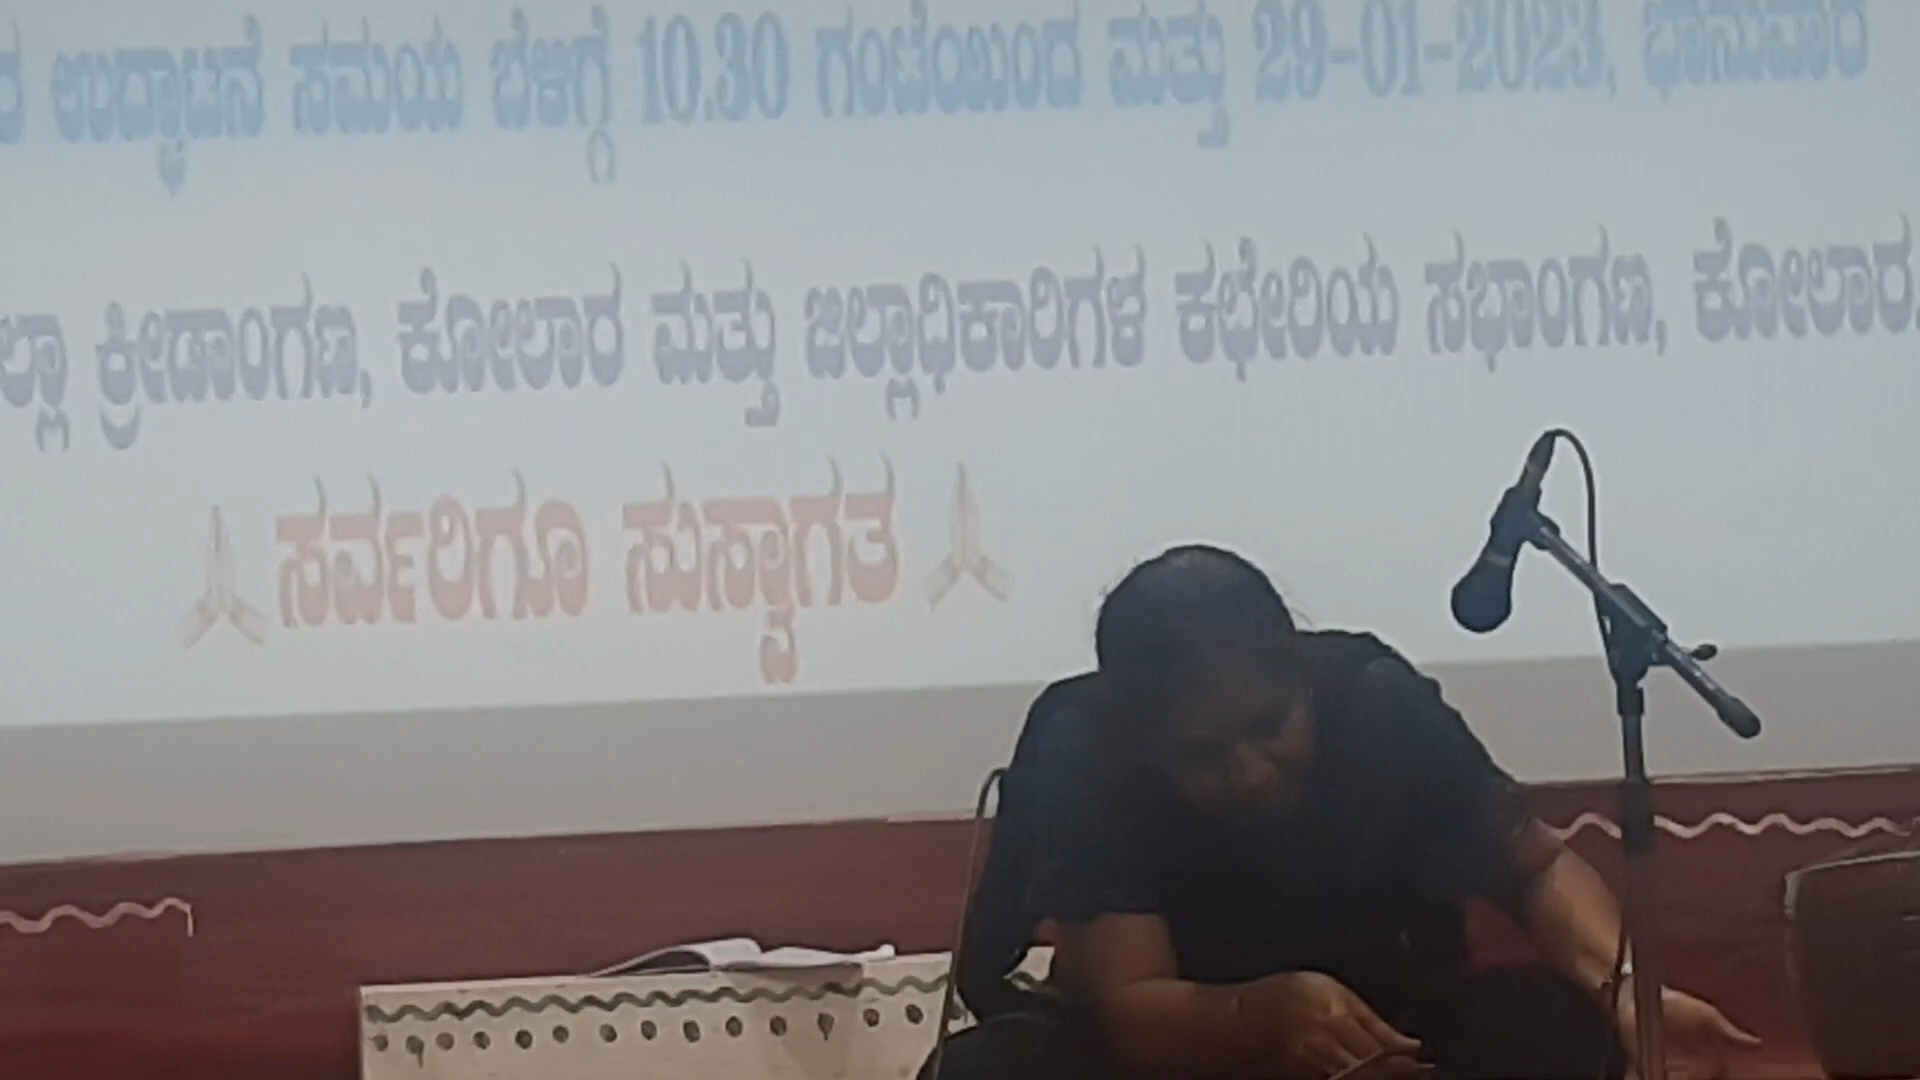 ರ ಉದ್ಘಾಟನೆ ಸಮಯ ಬೆಳಿಗ್ಗೆ 10.30 ಗಂಟೆಯಿಂದ ಮತ್ತು 29-01-2023, ಭಾನುವಾರ
ಲ್ಲಾ ಕ್ರೀಡಾಂಗಣ, ಕೋಲಾರ ಮತ್ತು ಜಿಲ್ಲಾಧಿಕಾರಿಗಳ ಕಛೇರಿಯ ಸಭಾಂಗಣ, ಕೋಲಾರ.
ಸರ್ವರಿಗೂ ಸುಸ್ವಾಗತ